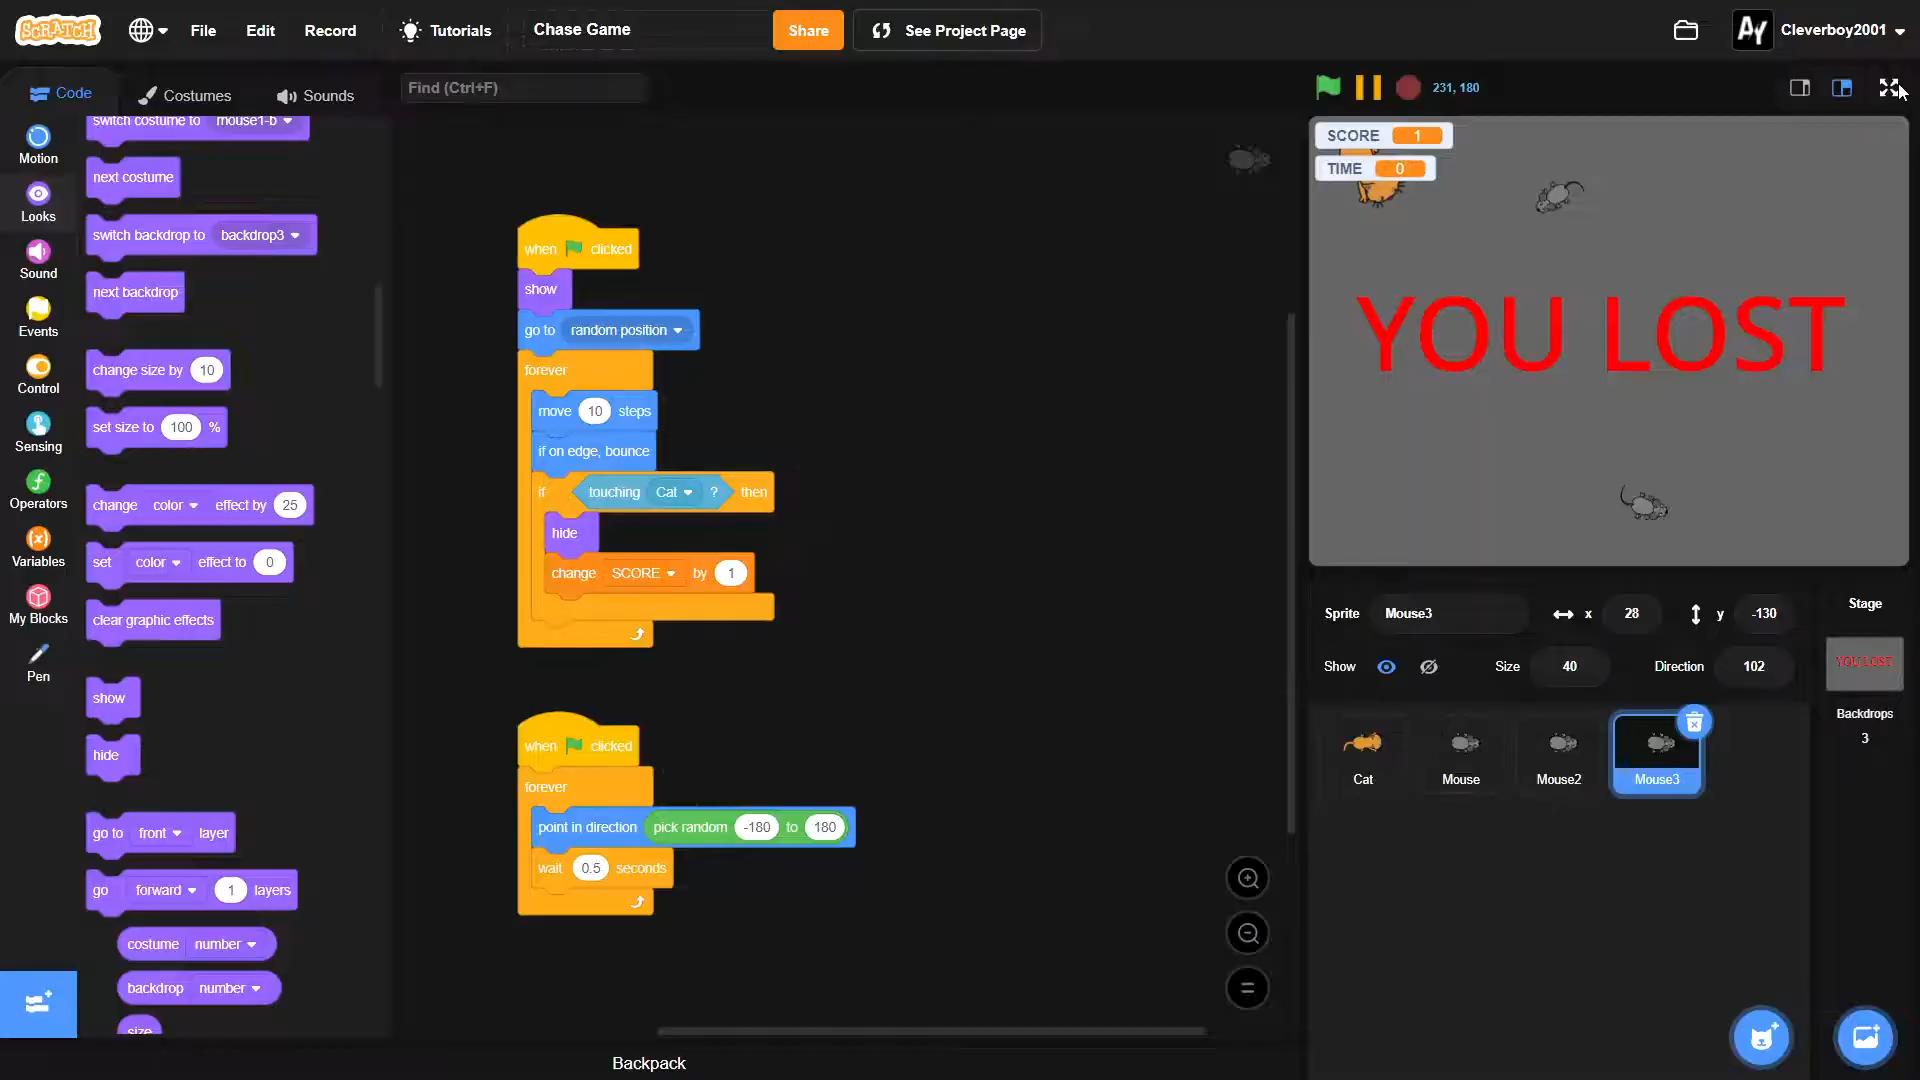 SCRATCH File Edit Record Tutorials Chase Game Share See Project Page Ay Cleverboy2001
Code Costumes Sounds Find (Ctrl+F) 231, 180
Motion
Looks
Sound
Events
Control
Sensing
Operators
Variables
My Blocks
Pen
switch costume to mouse1-b
next costume
switch backdrop to backdrop3
next backdrop
change size by 10
set size to 100 %
change color effect by 25
set color effect to 0
clear graphic effects
show
hide
go to front layer
go forward 1 layers
costume number
backdrop number
size
when clicked
show
go to random position
forever
move 10 steps
if on edge, bounce
if touching Cat ? then
hide
change SCORE by 1
when clicked
forever
point in direction pick random -180 to 180
wait 0.5 seconds
SCORE 1
TIME 0
YOU LOST
Sprite Mouse3 x 28 y -130
Show Size 40 Direction 102
Cat Mouse Mouse2 Mouse3
Stage
YOU LOST
Backdrops
3
Backpack